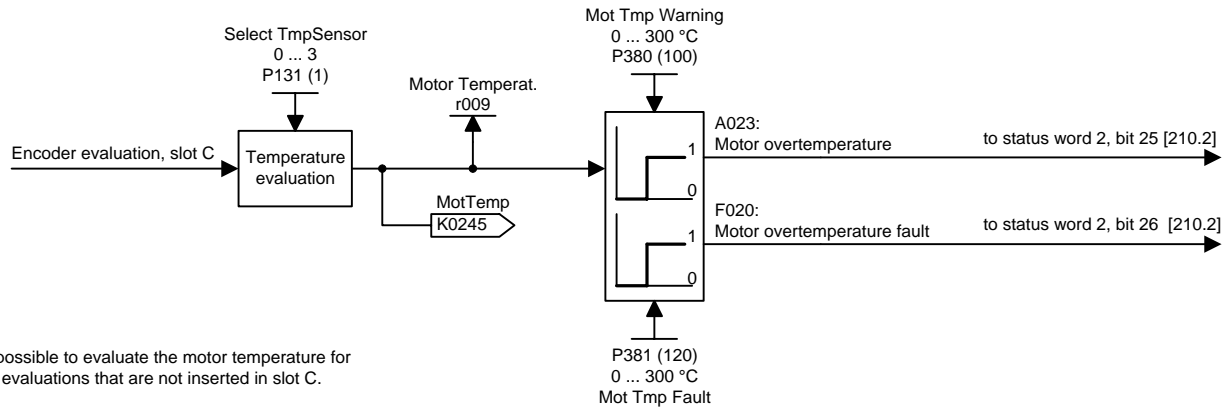 Mot Tmp Warning
0 ... 300 °C
P380 (100)
Select TmpSensor
0 ... 3
P131 (1)
Motor Temperat.
r009
Encoder evaluation, slot C
Temperature
evaluation
MotTemp
K0245
1
0
1
0
A023:
Motor overtemperature
to status word 2, bit 25 [210.2]
F020:
Motor overtemperature fault
to status word 2, bit 26 [210.2]
P381 (120)
0 ... 300 °C
Mot Tmp Fault
possible to evaluate the motor temperature for
evaluations that are not inserted in slot C.